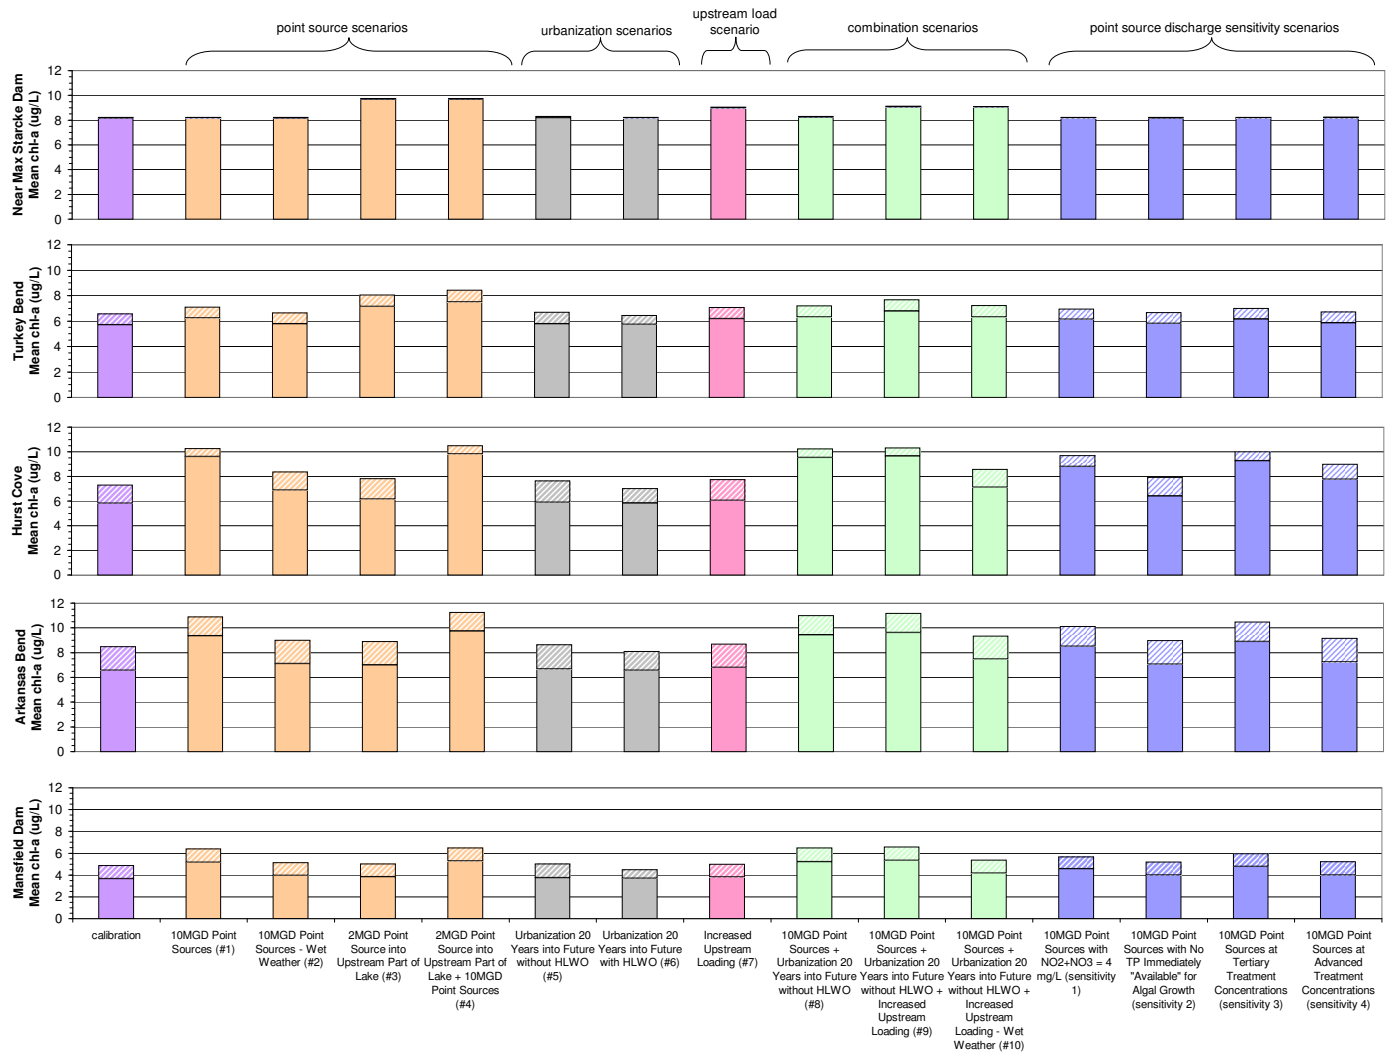 point source scenarios
urbanization scenarios
upstream load
scenario
combination scenarios
point source discharge sensitivity scenarios
Near Max Starcke Dam
Mean chl-a (ug/L)
12
10
8
6
4
2
0
Turkey Bend
Mean chl-a (ug/L)
12
10
8
6
4
2
0
Hurst Cove
Mean chl-a (ug/L)
12
10
8
6
4
2
0
Arkansas Bend
Mean chl-a (ug/L)
12
10
8
6
4
2
0
Mansfield Dam
Mean chl-a (ug/L)
12
10
8
6
4
2
0
calibration
10MGD Point
Sources (#1)
10MGD Point
Sources - Wet
Weather (#2)
2MGD Point
Source into
Upstream Part of
Lake (#3)
2MGD Point
Source into
Upstream Part of
Lake + 10MGD
Point Sources
(#4)
Urbanization 20
Years into Future
without HLWO
(#5)
Urbanization 20
Years into Future
with HLWO (#6)
Increased
Upstream
Loading (#7)
10MGD Point
Sources +
Urbanization 20
Years into Future
without HLWO
(#8)
10MGD Point
Sources +
Urbanization 20
Years into Future
without HLWO +
Increased
Upstream
Loading (#9)
10MGD Point
Sources +
Urbanization 20
Years into Future
without HLWO +
Increased
Upstream
Loading - Wet
Weather (#10)
10MGD Point
Sources with
NO2+NO3 = 4
mg/L (sensitivity
1)
10MGD Point
Sources with No
TP Immediately
"Available" for
Algal Growth
(sensitivity 2)
10MGD Point
Sources at
Tertiary
Treatment
Concentrations
(sensitivity 3)
10MGD Point
Sources at
Advanced
Treatment
Concentrations
(sensitivity 4)